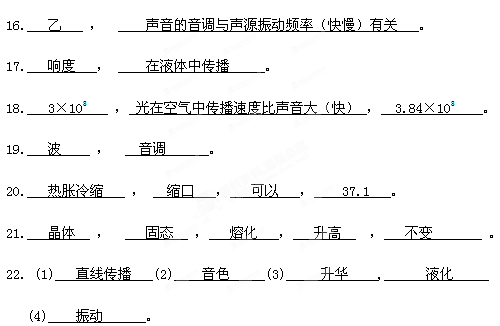 16. 乙 ， 声音的音调与声源振动频率（快慢）有关 。
17. 响度 ， 在液体中传播 。
18. 3×10⁸ ， 光在空气中传播速度比声音大（快） ， 3.84×10⁸ 。
19. 波 ， 音调 。
20. 热胀冷缩 ， 缩口 ， 可以 ， 37.1 。
21. 晶体 ， 固态 ， 熔化 ， 升高 ， 不变 。
22. (1) 直线传播 (2) 音色 (3) 升华 , 液化
(4) 振动 。